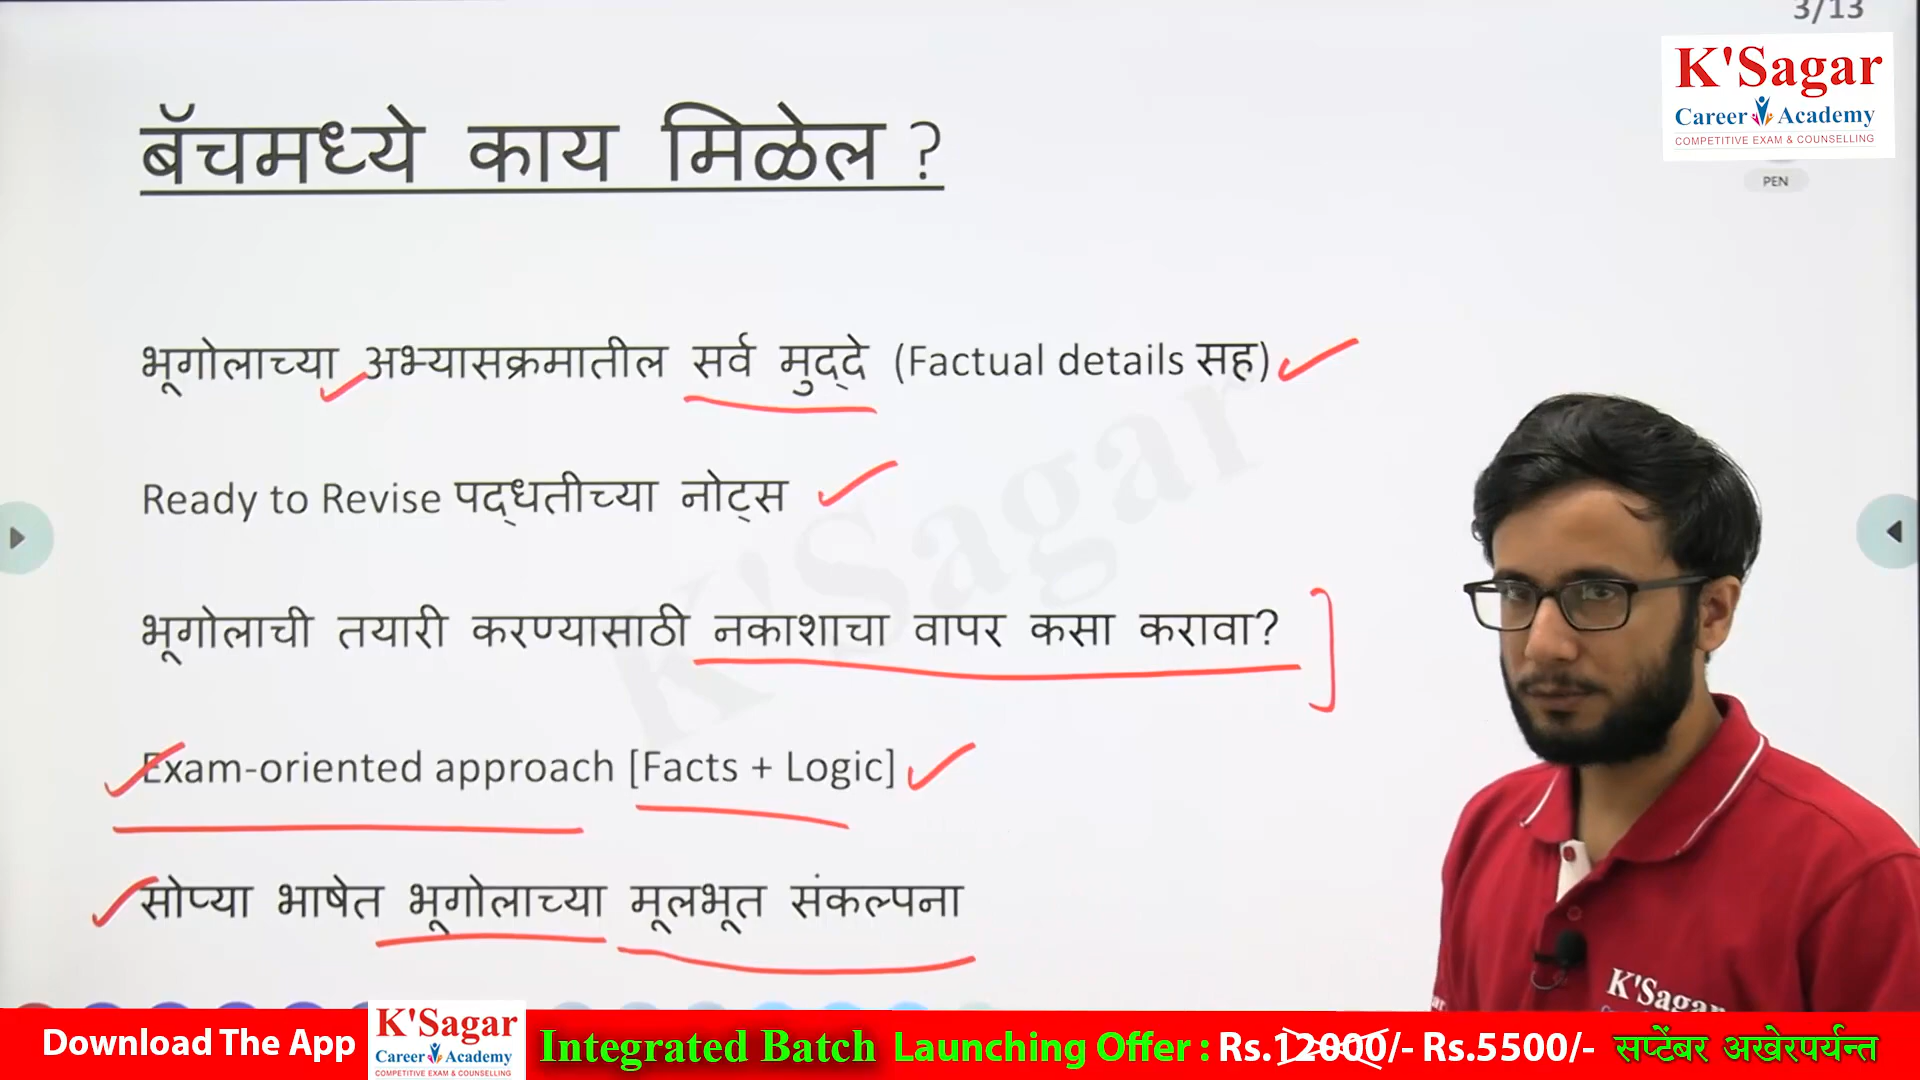 3/13
K'Sagar
Career Academy
COMPETITIVE EXAM & COUNSELLING
PEN
बॅचमध्ये काय मिळेल ?
भूगोलाच्या अभ्यासक्रमातील सर्व मुद्दे (Factual details सह)
Ready to Revise पद्धतीच्या नोट्स
भूगोलाची तयारी करण्यासाठी नकाशाचा वापर कसा करावा?
Exam-oriented approach [Facts + Logic]
सोप्या भाषेत भूगोलाच्या मूलभूत संकल्पना
K'Sagar
K'Sagar
Download The App K'Sagar Career Academy COMPETITIVE EXAM & COUNSELLING Integrated Batch Launching Offer : Rs.12000/- Rs.5500/- सप्टेंबर अखेरपर्यन्त